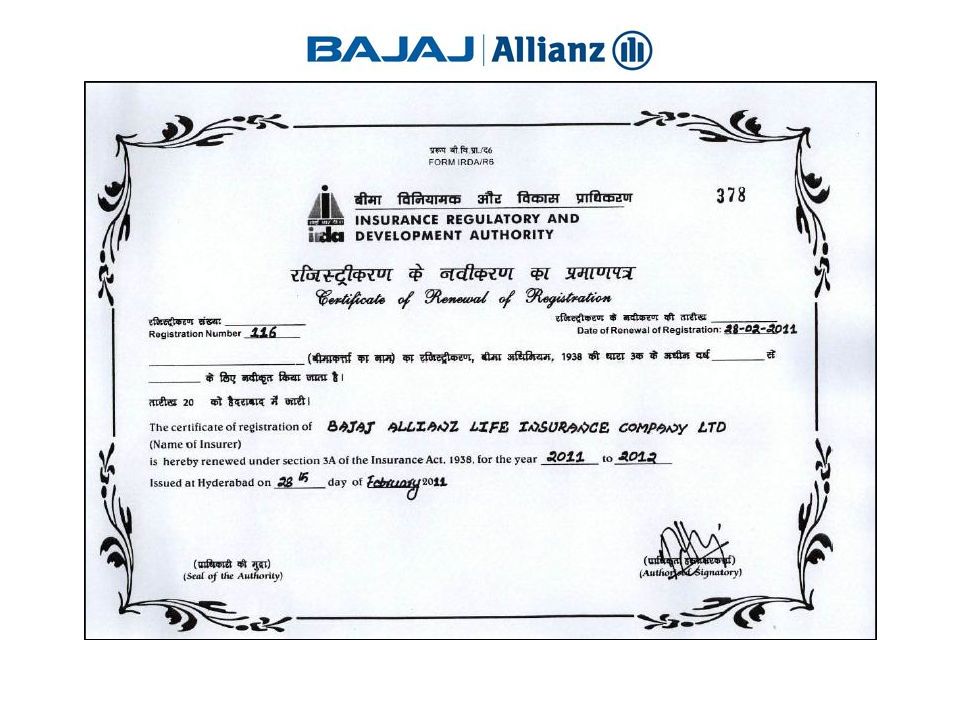 BAJAJ Allianz
प्ररूप बी.वि.प्रा./द6
FORM IRDA/R6
378
बीमा विनियामक और विकास प्राधिकरण
irda
INSURANCE REGULATORY AND
DEVELOPMENT AUTHORITY
रजिस्ट्रीकरण के नवीकरण का प्रमाणपत्र
Certificate of Renewal of Registration
रजिस्ट्रीकरण संख्या: रजिस्ट्रीकरण के नवीकरण की तारीख
Registration Number 116 Date of Renewal of Registration: 28-02-2011
(बीमाकर्त्ता का नाम) का रजिस्ट्रीकरण, बीमा अधिनियम, 1938 की धारा 3क के अधीन वर्ष से
के लिए नवीकृत किया जाता है।
तारीख 20 को हैदराबाद में जारी।
The certificate of registration of BAJAJ ALLIANZ LIFE INSURANCE COMPANY LTD
(Name of Insurer)
is hereby renewed under section 3A of the Insurance Act, 1938, for the year 2011 to 2012
Issued at Hyderabad on 28th day of February 2011
(प्राधिकारी की मुद्रा) (प्राधिकृत हस्ताक्षरकर्त्ता)
(Seal of the Authority) (Authorised Signatory)